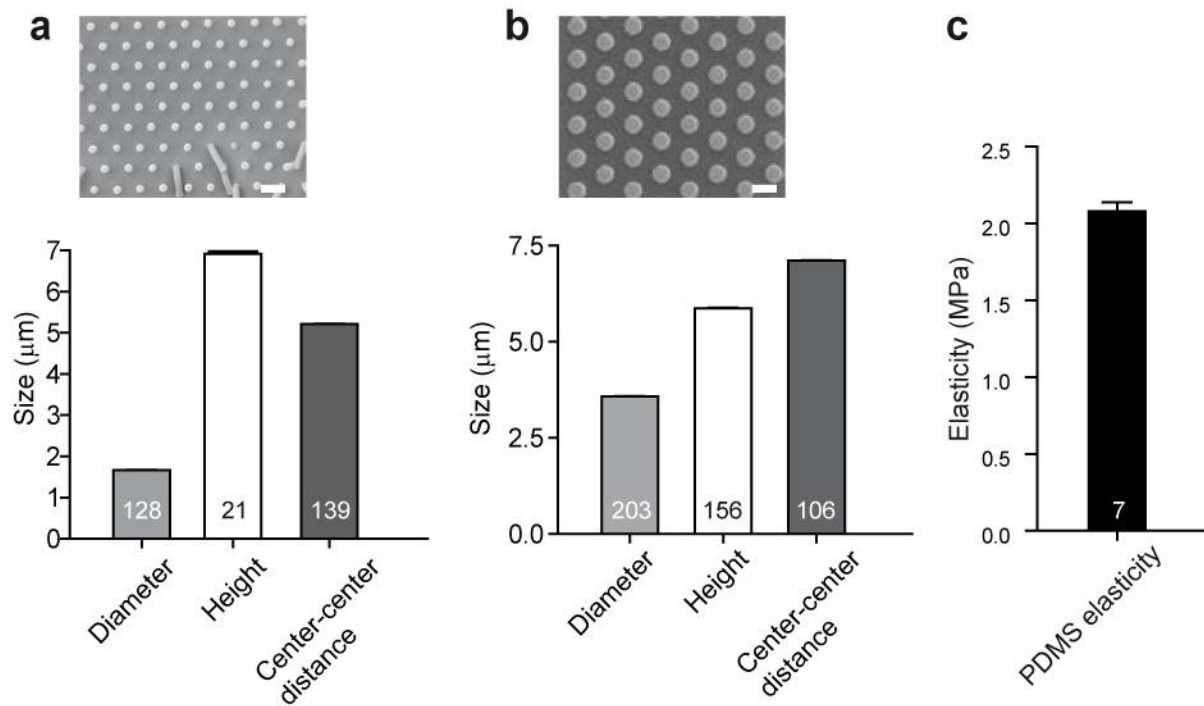 a
b
c
7
6
5
4
3
2
1
0
Size (μm)
128
21
139
Diameter
Height
Center-center
distance
7.5
5.0
2.5
0.0
Size (μm)
203
156
106
Diameter
Height
Center-center
distance
2.5
2.0
1.5
1.0
0.5
0.0
Elasticity (MPa)
7
PDMS elasticity